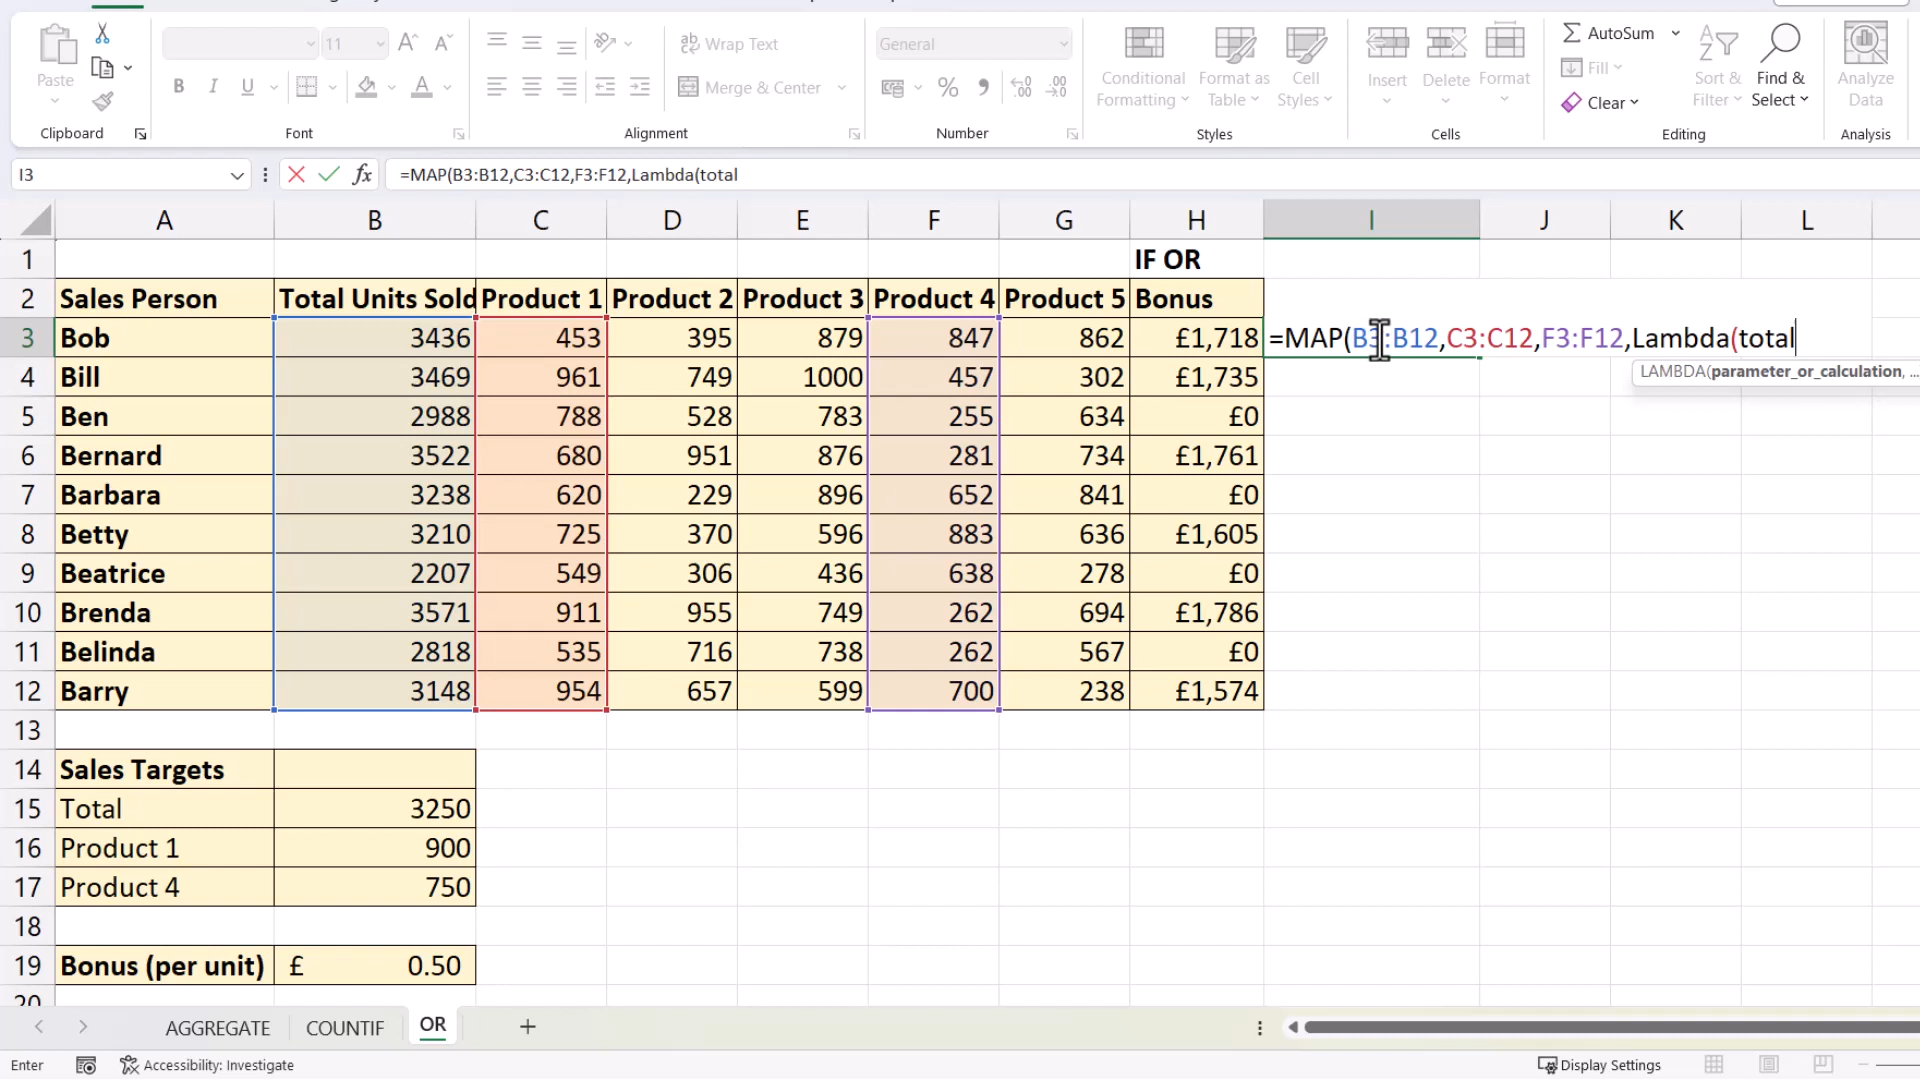 11
ab Wrap Text
General
AutoSum
Paste
B I U
Merge & Center
Conditional Formatting
Format as Table
Cell Styles
Insert
Delete
Format
Fill
Clear
Sort & Filter
Find & Select
Analyze Data
Clipboard
Font
Alignment
Number
Styles
Cells
Editing
Analysis
I3
fx
=MAP(B3:B12,C3:C12,F3:F12,Lambda(total
A B C D E F G H I J K L
1 IF OR
2 Sales Person Total Units Sold Product 1 Product 2 Product 3 Product 4 Product 5 Bonus
3 Bob 3436 453 395 879 847 862 £1,718 =MAP(B3:B12,C3:C12,F3:F12,Lambda(total
LAMBDA(parameter_or_calculation, ...
4 Bill 3469 961 749 1000 457 302 £1,735
5 Ben 2988 788 528 783 255 634 £0
6 Bernard 3522 680 951 876 281 734 £1,761
7 Barbara 3238 620 229 896 652 841 £0
8 Betty 3210 725 370 596 883 636 £1,605
9 Beatrice 2207 549 306 436 638 278 £0
10 Brenda 3571 911 955 749 262 694 £1,786
11 Belinda 2818 535 716 738 262 567 £0
12 Barry 3148 954 657 599 700 238 £1,574
13
14 Sales Targets
15 Total 3250
16 Product 1 900
17 Product 4 750
18
19 Bonus (per unit) £ 0.50
20
AGGREGATE COUNTIF OR
Enter
Accessibility: Investigate
Display Settings